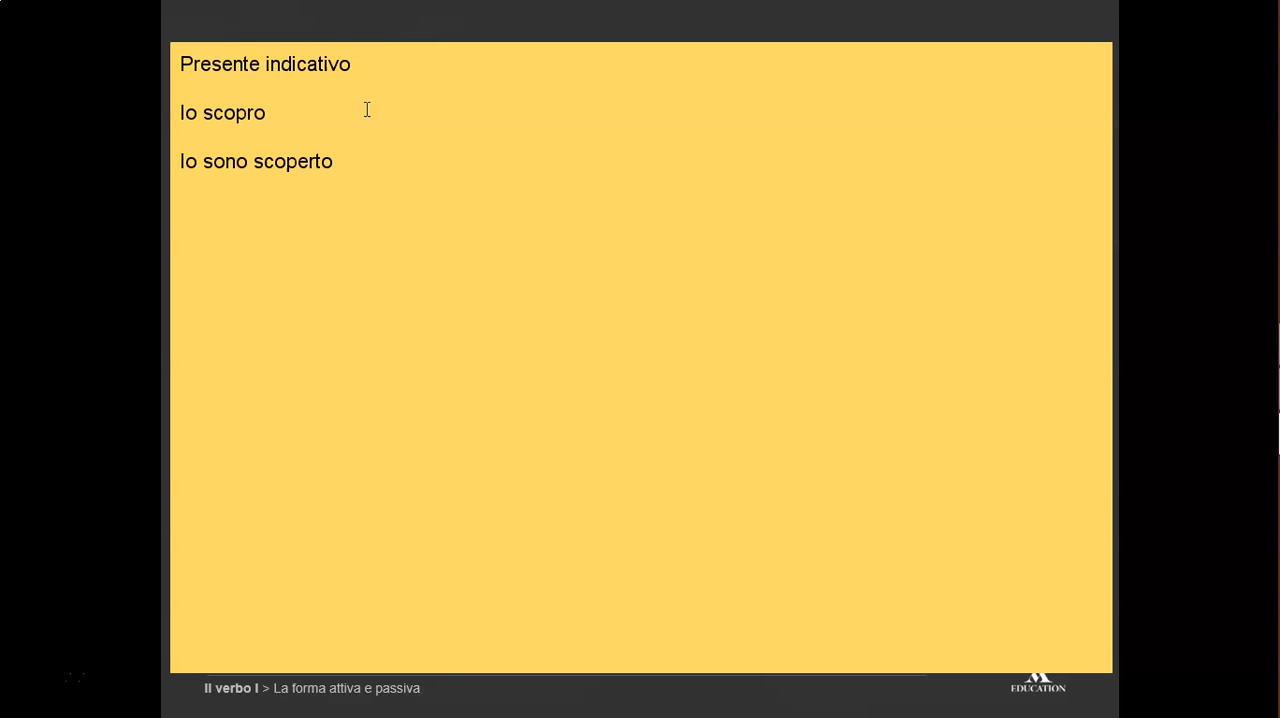 Presente indicativo
Io scopro
Io sono scoperto
Il verbo I > La forma attiva e passiva
EDUCATION